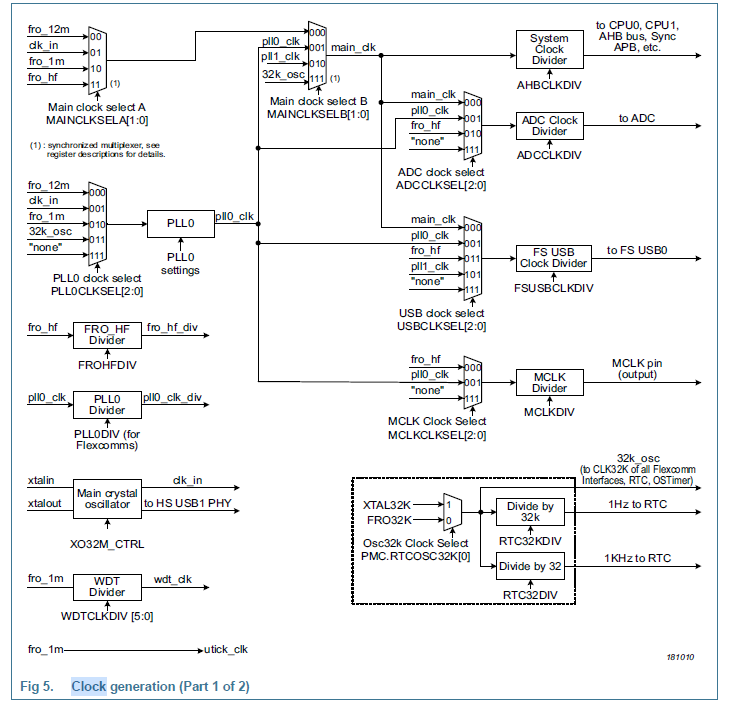 fro_12m
clk_in
fro_1m
fro_hf
00
01
10
11
(1)
Main clock select A
MAINCLKSELA[1:0]
(1) : synchronized multiplexer, see
register descriptions for details.
pll0_clk
pll1_clk
32k_osc
000
001
010
111
(1)
main_clk
Main clock select B
MAINCLKSELB[1:0]
System
Clock
Divider
AHBCLKDIV
to CPU0, CPU1,
AHB bus, Sync
APB, etc.
main_clk
pll0_clk
fro_hf
"none"
000
001
010
111
ADC clock select
ADCCLKSEL[2:0]
ADC Clock
Divider
ADCCLKDIV
to ADC
fro_12m
clk_in
fro_1m
32k_osc
"none"
000
001
010
011
111
PLL0 clock select
PLL0CLKSEL[2:0]
PLL0
PLL0
settings
pll0_clk
main_clk
pll0_clk
fro_hf
pll1_clk
"none"
000
001
011
101
111
USB clock select
USBCLKSEL[2:0]
FS USB
Clock Divider
FSUSBCLKDIV
to FS USB0
fro_hf
FRO_HF
Divider
fro_hf_div
FROHFDIV
fro_hf
pll0_clk
"none"
000
001
111
MCLK Clock Select
MCLKCLKSEL[2:0]
MCLK
Divider
MCLKDIV
MCLK pin
(output)
pll0_clk
PLL0
Divider
pll0_clk_div
PLL0DIV (for
Flexcomms)
xtalin
xtalout
Main crystal
oscillator
clk_in
to HS USB1 PHY
XO32M_CTRL
32k_osc
(to CLK32K of all Flexcomm
Interfaces, RTC, OSTimer)
XTAL32K
FRO32K
1
0
Osc32k Clock Select
PMC.RTCOSC32K[0]
Divide by
32k
RTC32KDIV
1Hz to RTC
Divide by 32
RTC32DIV
1KHz to RTC
fro_1m
WDT
Divider
wdt_clk
WDTCLKDIV [5:0]
fro_1m
utick_clk
181010
Fig 5. Clock generation (Part 1 of 2)